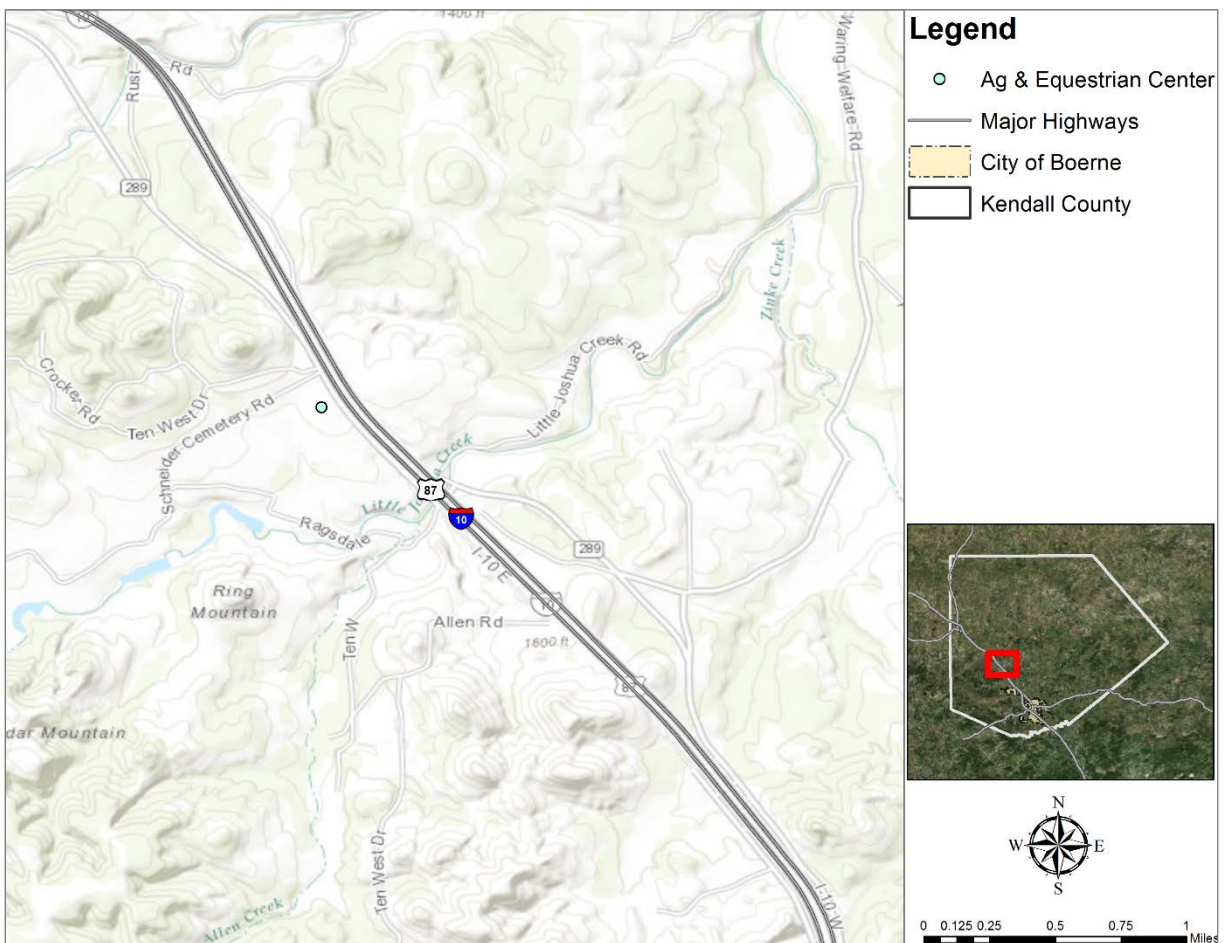 1400 ft
10
Rust
Rd
Waring-Welfare Rd
289
Zinke Creek
Little Joshua Creek Rd
Crocker Rd
Ten West Dr
Schneider Cemetery Rd
87
10
Little Jo
a Creek
Ragsdale
I-10 E
289
Ring
Mountain
10
Allen Rd
1600 ft
Ten W
87
dar Mountain
Ten West Dr
I-10 W
Allen Creek
Legend
Ag & Equestrian Center
Major Highways
City of Boerne
Kendall County
N
W
E
S
0 0.125 0.25 0.5 0.75 1
Miles